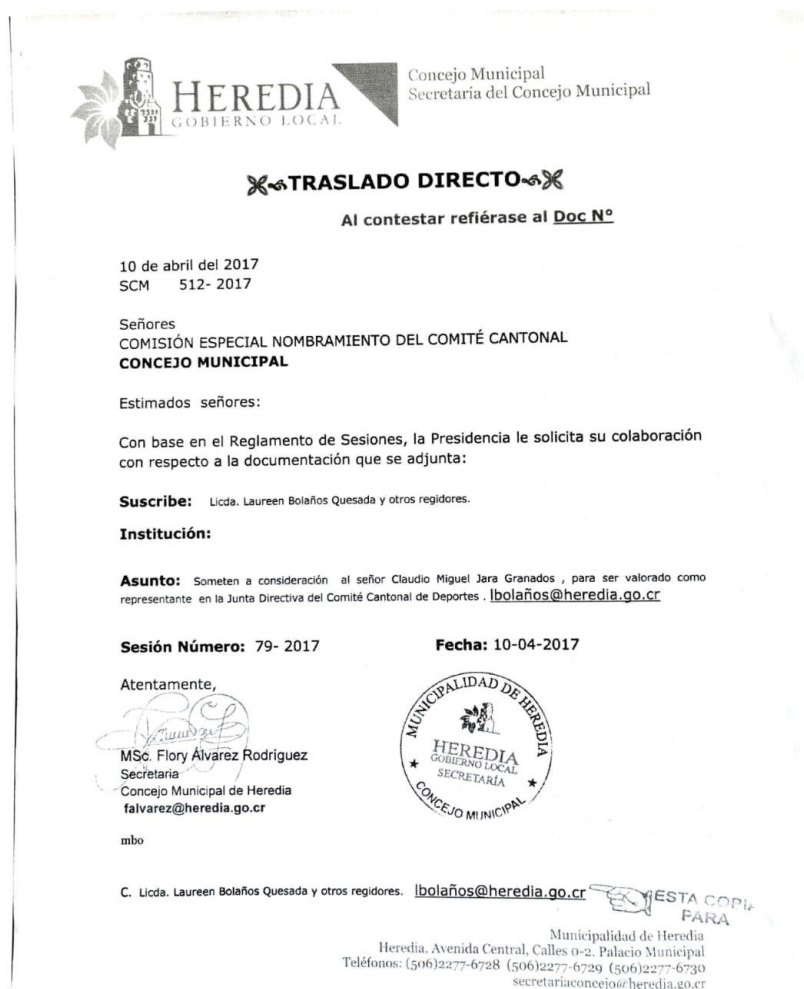 HEREDIA
GOBIERNO LOCAL
Concejo Municipal
Secretaría del Concejo Municipal
TRASLADO DIRECTO
Al contestar refiérase al Doc N°
10 de abril del 2017
SCM 512- 2017
Señores
COMISIÓN ESPECIAL NOMBRAMIENTO DEL COMITÉ CANTONAL
CONCEJO MUNICIPAL
Estimados señores:
Con base en el Reglamento de Sesiones, la Presidencia le solicita su colaboración
con respecto a la documentación que se adjunta:
Suscribe: Licda. Laureen Bolaños Quesada y otros regidores.
Institución:
Asunto: Someten a consideración al señor Claudio Miguel Jara Granados , para ser valorado como
representante en la Junta Directiva del Comité Cantonal de Deportes . lbolaños@heredia.go.cr
Sesión Número: 79- 2017 Fecha: 10-04-2017
Atentamente,
MSc. Flory Álvarez Rodriguez
Secretaria
Concejo Municipal de Heredia
falvarez@heredia.go.cr
MUNICIPALIDAD DE HEREDIA
HEREDIA
GOBIERNO LOCAL
SECRETARÍA
CONCEJO MUNICIPAL
mbo
C. Licda. Laureen Bolaños Quesada y otros regidores. lbolaños@heredia.go.cr
ESTA COPIA
PARA
Municipalidad de Heredia
Heredia. Avenida Central, Calles 0-2. Palacio Municipal
Teléfonos: (506)2277-6728 (506)2277-6729 (506)2277-6730
secretariaconcejo@heredia.go.cr